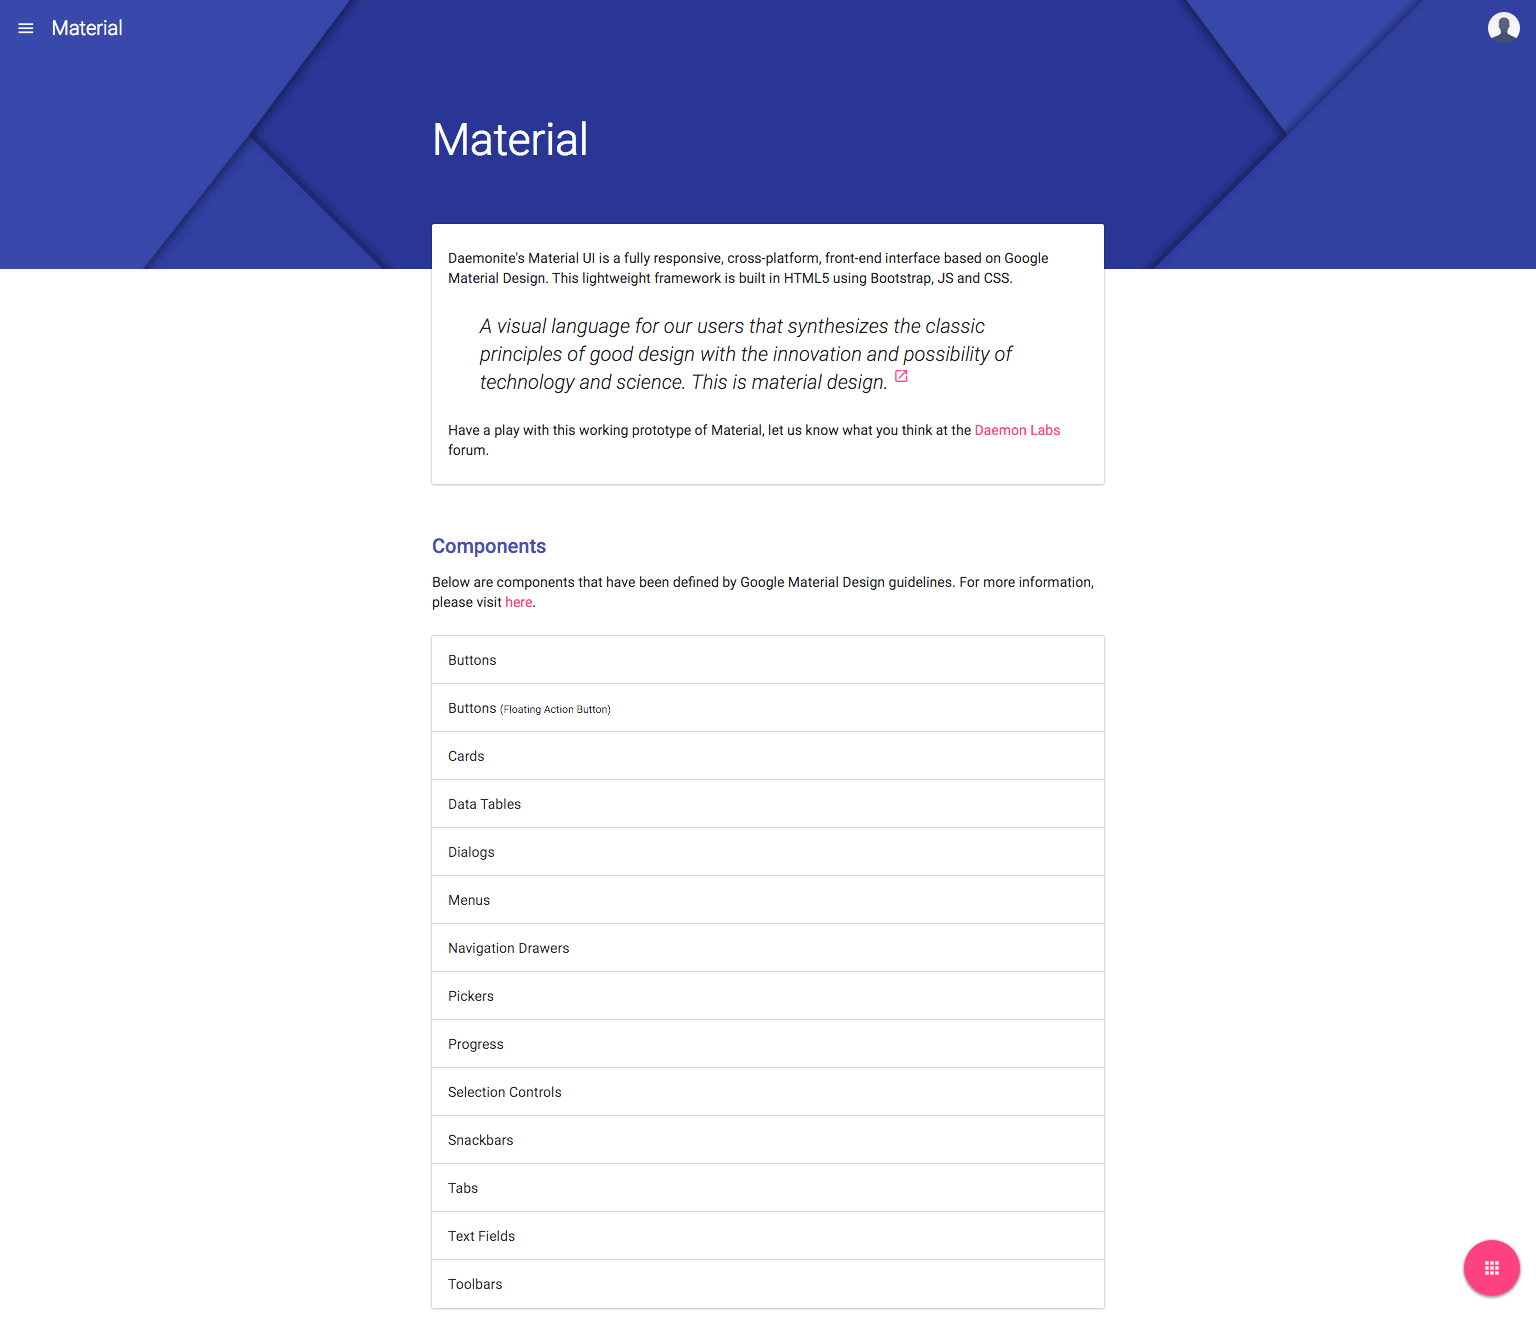 Material
Material
Daemonite's Material UI is a fully responsive, cross-platform, front-end interface based on Google
Material Design. This lightweight framework is built in HTML5 using Bootstrap, JS and CSS.
A visual language for our users that synthesizes the classic
principles of good design with the innovation and possibility of
technology and science. This is material design.
Have a play with this working prototype of Material, let us know what you think at the Daemon Labs
forum.
Components
Below are components that have been defined by Google Material Design guidelines. For more information,
please visit here.
Buttons
Buttons (Floating Action Button)
Cards
Data Tables
Dialogs
Menus
Navigation Drawers
Pickers
Progress
Selection Controls
Snackbars
Tabs
Text Fields
Toolbars